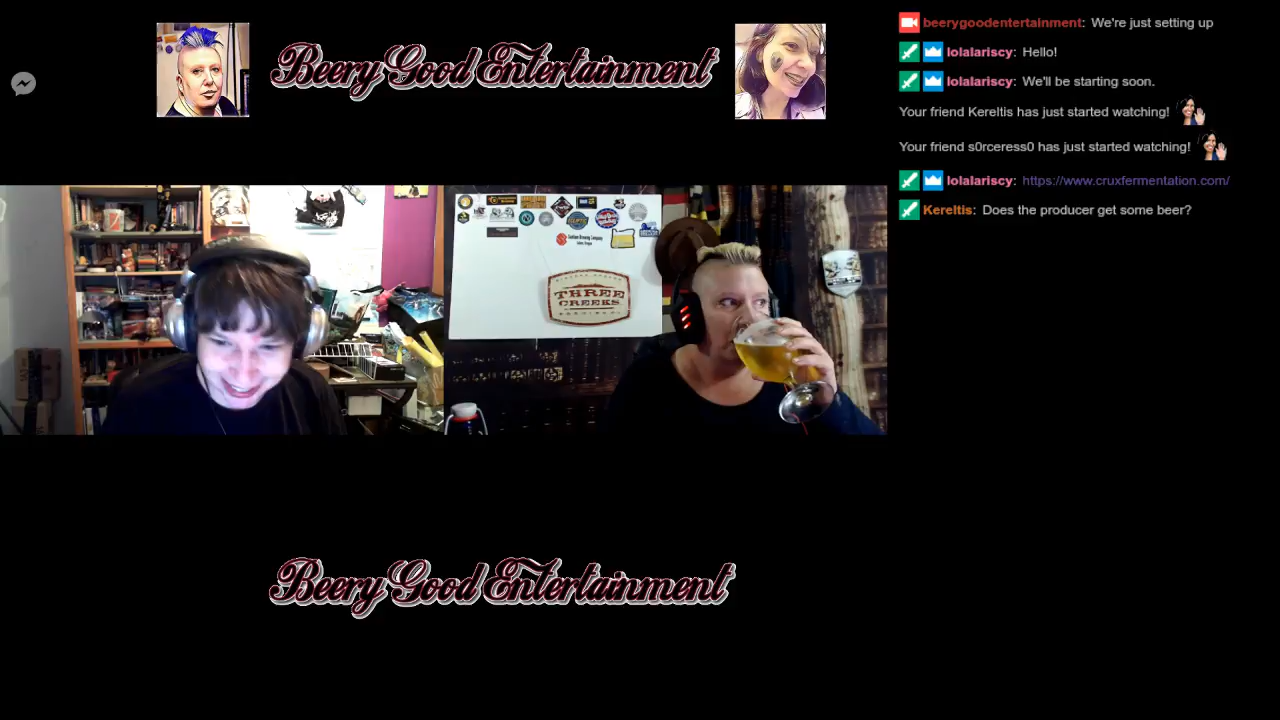 Beery Good Entertainment
beerygoodentertainment: We're just setting up
lolalariscy: Hello!
lolalariscy: We'll be starting soon.
Your friend Kereltis has just started watching!
Your friend s0rceress0 has just started watching!
lolalariscy: https://www.cruxfermentation.com/
Kereltis: Does the producer get some beer?
THREE
CREEKS
Beery Good Entertainment